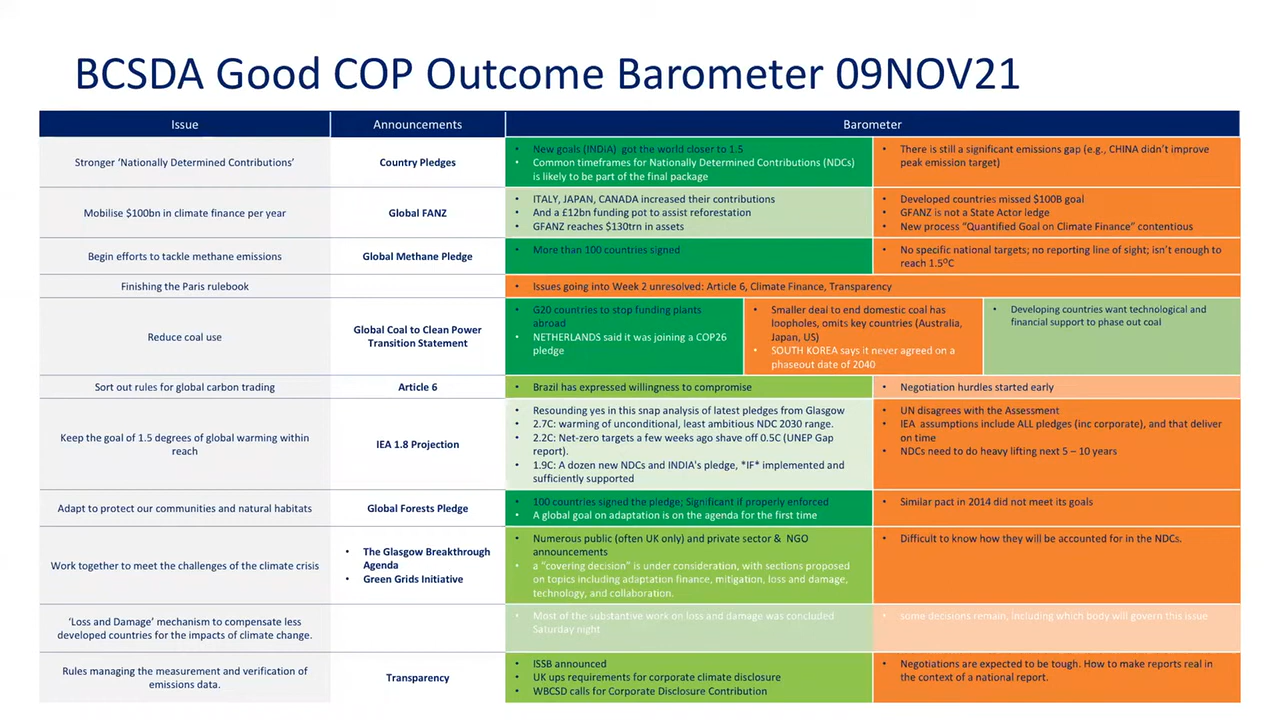 BCSDA Good COP Outcome Barometer 09NOV21
Issue
Announcements
Barometer
Stronger ‘Nationally Determined Contributions’
Country Pledges
• New goals (INDiA) got the world closer to 1.5
• Common timeframes for Nationally Determined Contributions (NDCs)
is likely to be part of the final package
• There is still a significant emissions gap (e.g., CHINA didn’t improve
peak emission target)
Mobilise $100bn in climate finance per year
Global FANZ
• ITALY, JAPAN, CANADA increased their contributions
• And a £12bn funding pot to assist reforestation
• GFANZ reaches $130trn in assets
• Developed countries missed $100B goal
• GFANZ is not a State Actor ledge
• New process “Quantified Goal on Climate Finance” contentious
Begin efforts to tackle methane emissions
Global Methane Pledge
• More than 100 countries signed
• No specific national targets; no reporting line of sight; isn’t enough to
reach 1.5⁰C
Finishing the Paris rulebook
• Issues going into Week 2 unresolved: Article 6, Climate Finance, Transparency
Reduce coal use
Global Coal to Clean Power
Transition Statement
• G20 countries to stop funding plants
abroad
• NETHERLANDS said it was joining a COP26
pledge
• Smaller deal to end domestic coal has
loopholes, omits key countries (Australia,
Japan, US)
• SOUTH KOREA says it never agreed on a
phaseout date of 2040
• Developing countries want technological and
financial support to phase out coal
Sort out rules for global carbon trading
Article 6
• Brazil has expressed willingness to compromise
• Negotiation hurdles started early
Keep the goal of 1.5 degrees of global warming within
reach
IEA 1.8 Projection
• Resounding yes in this snap analysis of latest pledges from Glasgow
• 2.7C: warming of unconditional, least ambitious NDC 2030 range.
• 2.2C: Net-zero targets a few weeks ago shave off 0.5C (UNEP Gap
report).
• 1.9C: A dozen new NDCs and INDIA's pledge, *IF* implemented and
sufficiently supported
• UN disagrees with the Assessment
• IEA assumptions include ALL pledges (inc corporate), and that deliver
on time
• NDCs need to do heavy lifting next 5 – 10 years
Adapt to protect our communities and natural habitats
Global Forests Pledge
• 100 countries signed the pledge; Significant if properly enforced
• A global goal on adaptation is on the agenda for the first time
• Similar pact in 2014 did not meet its goals
Work together to meet the challenges of the climate crisis
• The Glasgow Breakthrough
Agenda
• Green Grids Initiative
• Numerous public (often UK only) and private sector & NGO
announcements
• a “covering decision” is under consideration, with sections proposed
on topics including adaptation finance, mitigation, loss and damage,
technology, and collaboration.
• Difficult to know how they will be accounted for in the NDCs.
‘Loss and Damage’ mechanism to compensate less
developed countries for the impacts of climate change.
• Most of the substantive work on loss and damage was concluded
Saturday night
• some decisions remain, including which body will govern this issue
Rules managing the measurement and verification of
emissions data.
Transparency
• ISSB announced
• UK ups requirements for corporate climate disclosure
• WBCSD calls for Corporate Disclosure Contribution
• Negotiations are expected to be tough. How to make reports real in
the context of a national report.